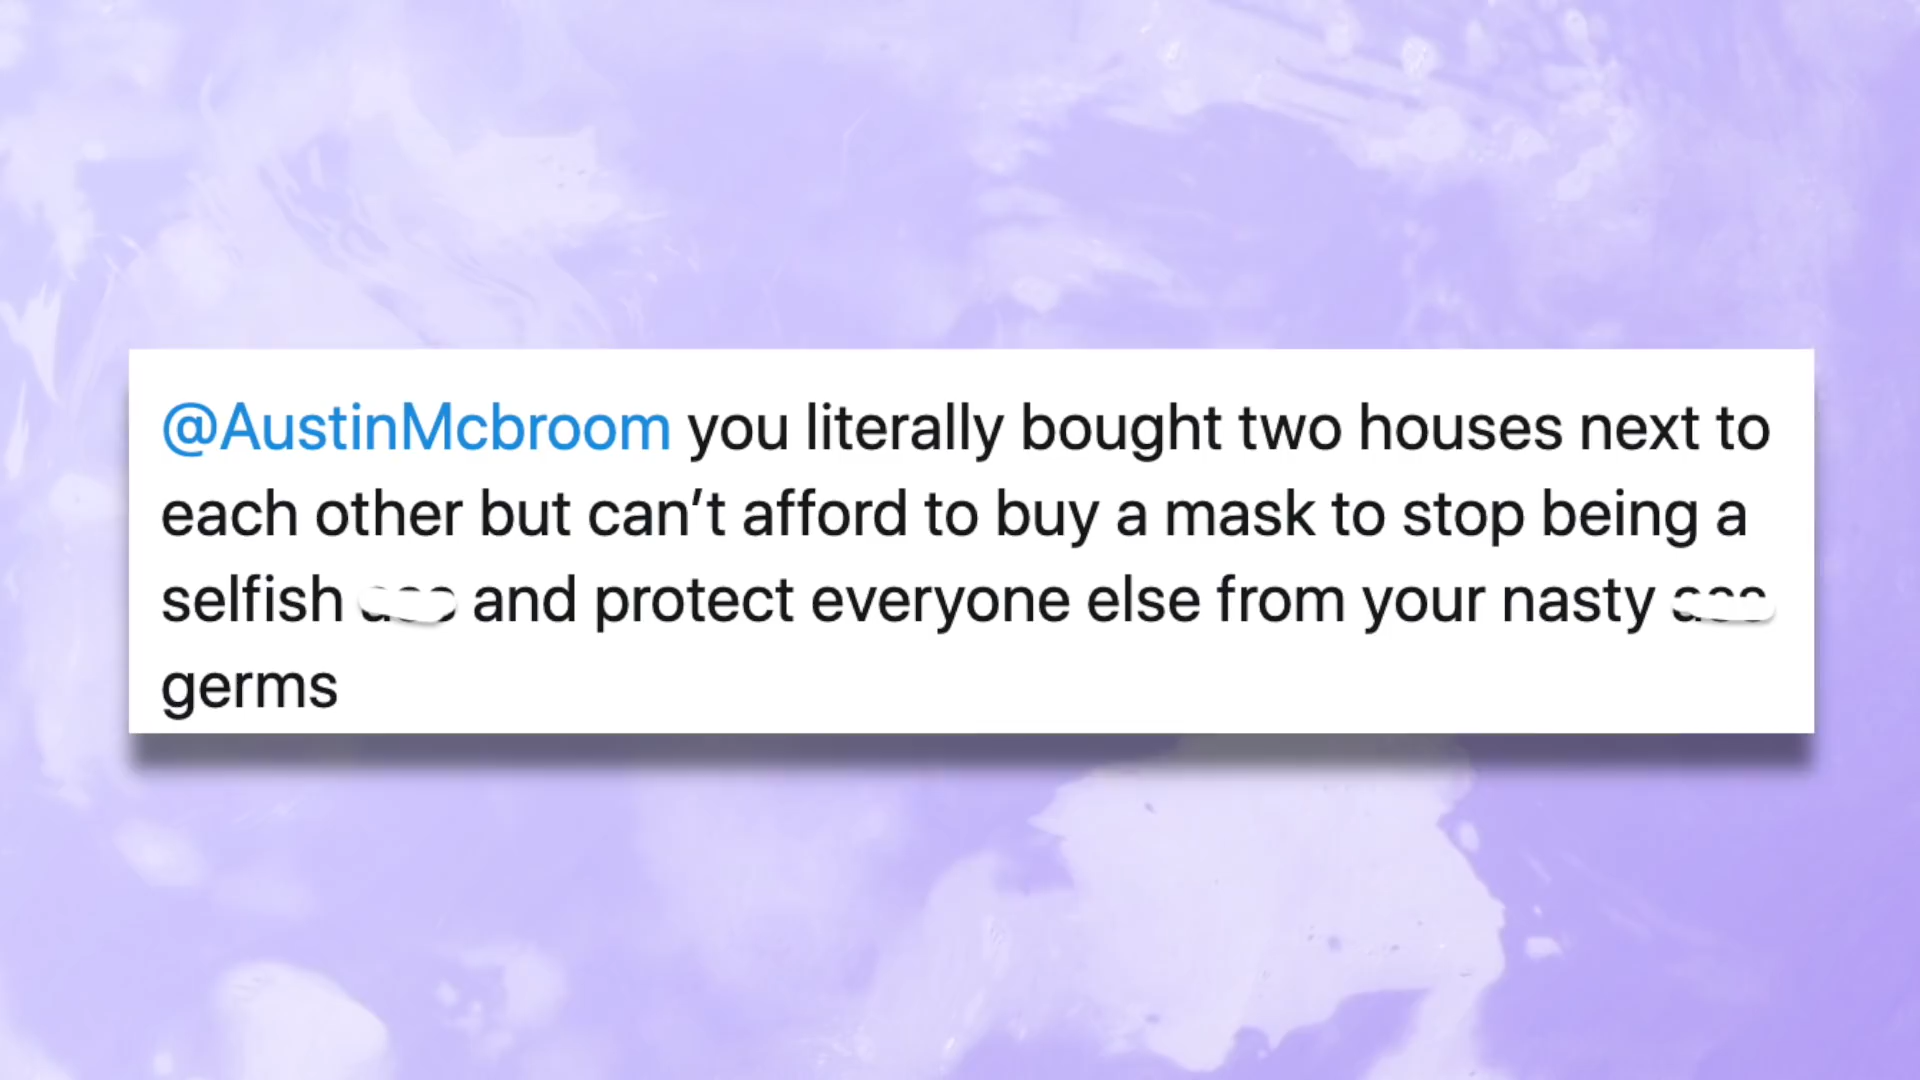 @AustinMcbroom you literally bought two houses next to
each other but can’t afford to buy a mask to stop being a
selfish and protect everyone else from your nasty
germs